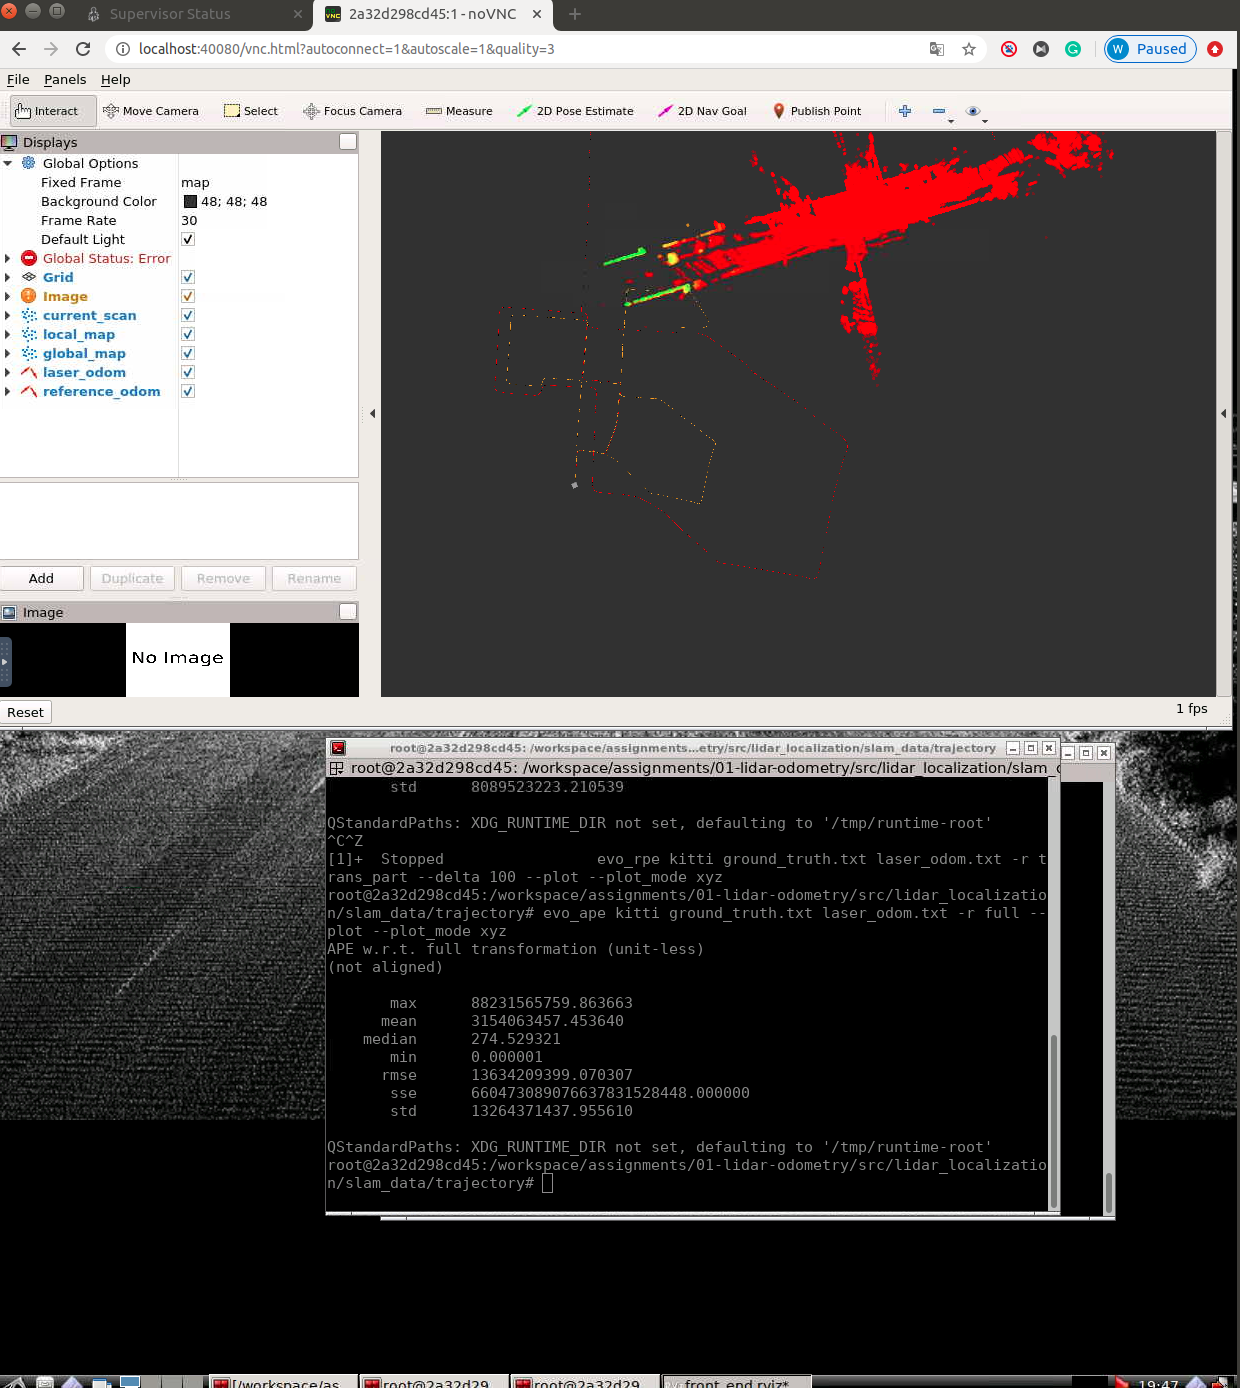 Supervisor Status
2a32d298cd45:1 - noVNC
localhost:40080/vnc.html?autoconnect=1&autoscale=1&quality=3
W Paused
File Panels Help
Interact Move Camera Select Focus Camera Measure 2D Pose Estimate 2D Nav Goal Publish Point
Displays
Global Options
Fixed Frame map
Background Color 48; 48; 48
Frame Rate 30
Default Light
Global Status: Error
Grid
Image
current_scan
local_map
global_map
laser_odom
reference_odom
Add Duplicate Remove Rename
Image
No Image
Reset
1 fps
root@2a32d298cd45: /workspace/assignments...etry/src/lidar_localization/slam_data/trajectory
root@2a32d298cd45: /workspace/assignments/01-lidar-odometry/src/lidar_localization/slam_
std 8089523223.210539
QStandardPaths: XDG_RUNTIME_DIR not set, defaulting to '/tmp/runtime-root'
^C^Z
[1]+ Stopped evo_rpe kitti ground_truth.txt laser_odom.txt -r t
rans_part --delta 100 --plot --plot_mode xyz
root@2a32d298cd45:/workspace/assignments/01-lidar-odometry/src/lidar_localizatio
n/slam_data/trajectory# evo_ape kitti ground_truth.txt laser_odom.txt -r full --
plot --plot_mode xyz
APE w.r.t. full transformation (unit-less)
(not aligned)
max 88231565759.863663
mean 3154063457.453640
median 274.529321
min 0.000001
rmse 13634209399.070307
sse 660473089076637831528448.000000
std 13264371437.955610
QStandardPaths: XDG_RUNTIME_DIR not set, defaulting to '/tmp/runtime-root'
root@2a32d298cd45:/workspace/assignments/01-lidar-odometry/src/lidar_localizatio
n/slam_data/trajectory#
[/workspace/as root@2a32d29 root@2a32d29 front_end.rviz* 19:47